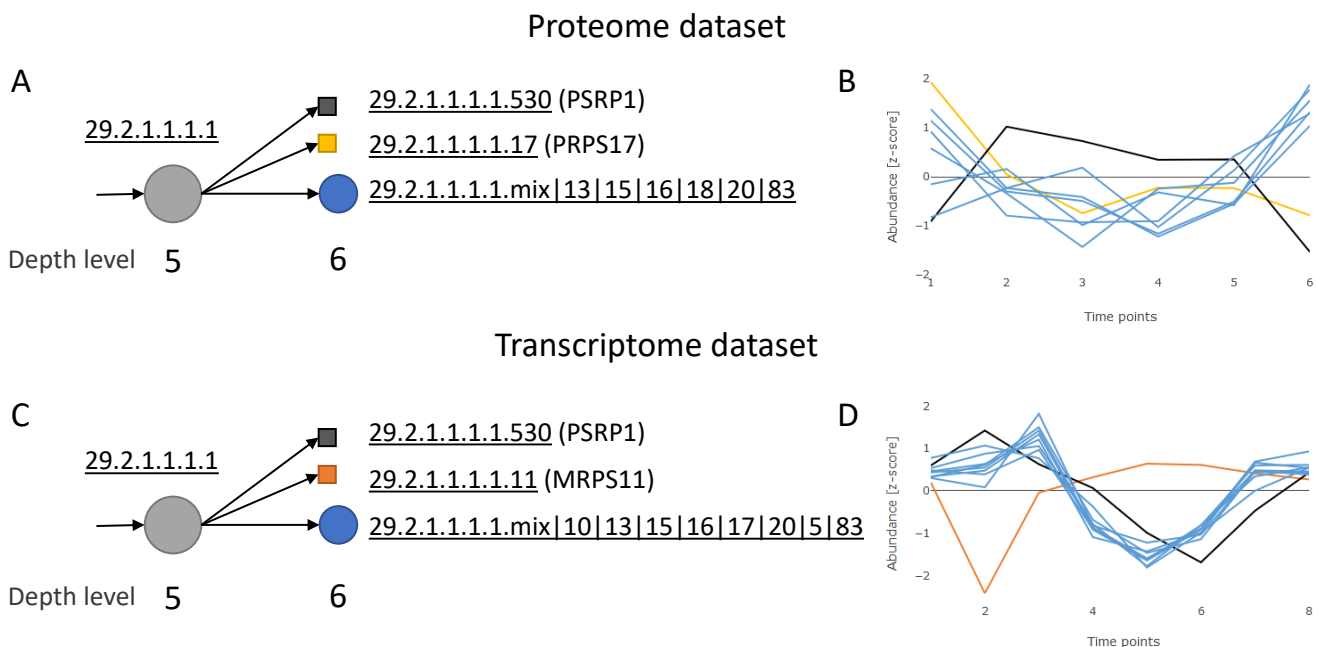 Proteome dataset
A
29.2.1.1.1.1
29.2.1.1.1.1.530 (PSRP1)
29.2.1.1.1.1.17 (PRPS17)
29.2.1.1.1.1.mix|13|15|16|18|20|83
Depth level 5 6
B
Abundance [z-score]
2
1
0
−1
−2
1 2 3 4 5 6
Time points
Transcriptome dataset
C
29.2.1.1.1.1
29.2.1.1.1.1.530 (PSRP1)
29.2.1.1.1.1.11 (MRPS11)
29.2.1.1.1.1.mix|10|13|15|16|17|20|5|83
Depth level 5 6
D
Abundance [z-score]
2
1
0
−1
−2
2 4 6 8
Time points